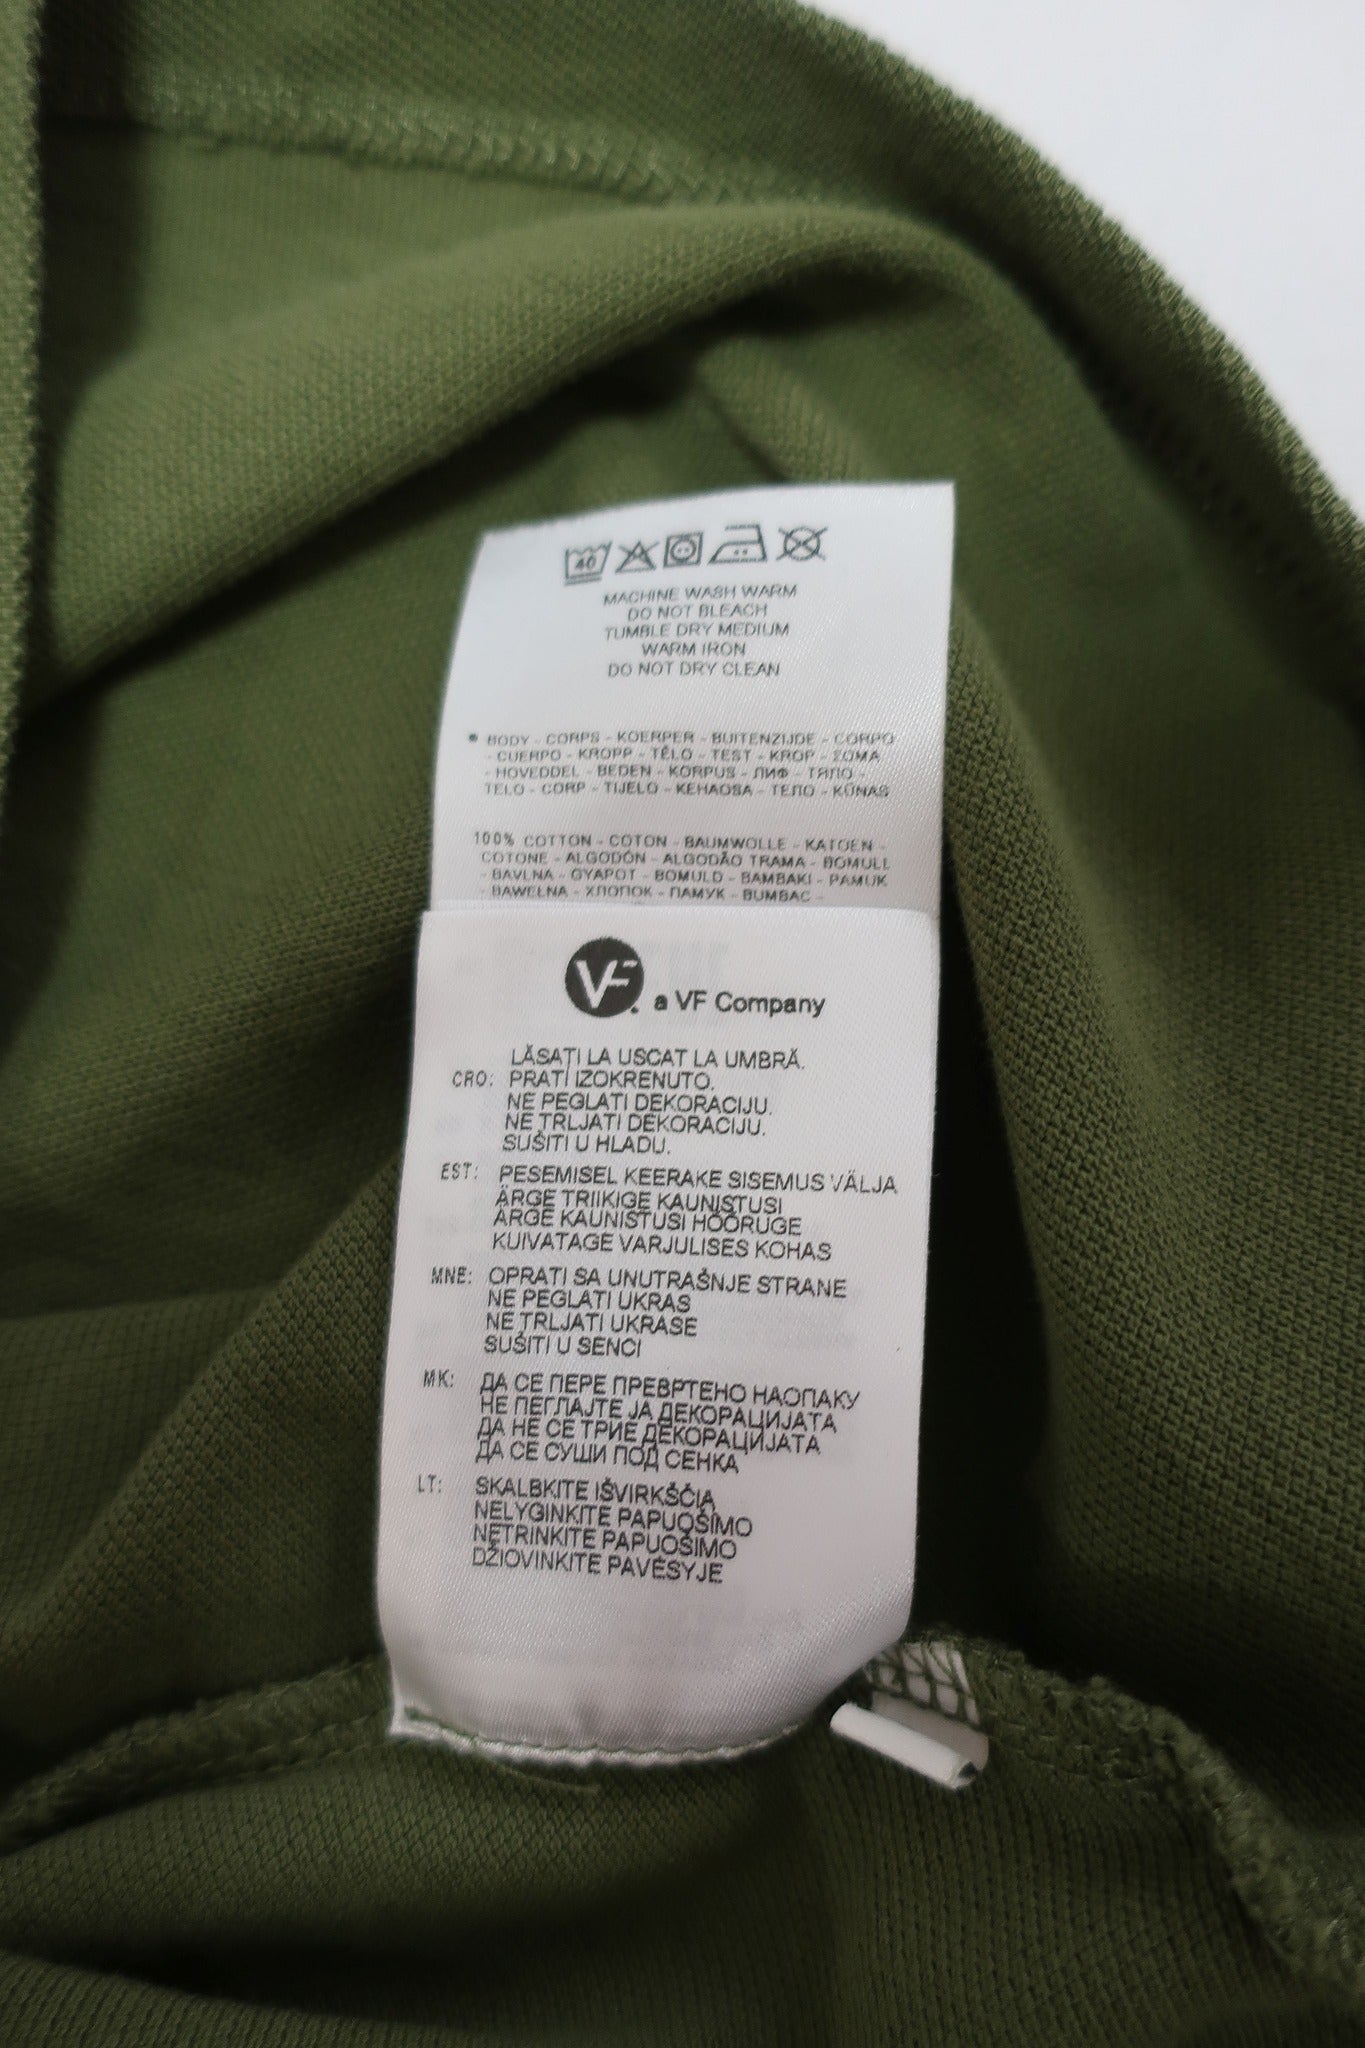 40
MACHINE WASH WARM
DO NOT BLEACH
TUMBLE DRY MEDIUM
WARM IRON
DO NOT DRY CLEAN
* BODY - CORPS - KOERPER - BUITENZIJDE - CORPO
- CUERPO - KROPP - TĚLO - TEST - KROP - ΣΩMA
- HOVEDDEL - BEDEN - KORPUS - ЛИФ - ТЯЛО -
TELO - CORP - TIJELO - KEHAOSA - ТЕЛО - KŪNAS
100% COTTON - COTON - BAUMWOLLE - KATOEN -
COTONE - ALGODÓN - ALGODÃO TRAMA - BOMULL
- BAVLNA - GYAPOT - BOMULD - BAMBAKI - PAMUK
- BAWEŁNA - ХЛОПОК - ПАМУК - BUMBAC -
VF a VF Company
LĂSAȚI LA USCAT LA UMBRĂ.
CRO: PRATI IZOKRENUTO.
NE PEGLATI DEKORACIJU.
NE TRLJATI DEKORACIJU.
SUŠITI U HLADU.
EST: PESEMISEL KEERAKE SISEMUS VÄLJA
ÄRGE TRIIKIGE KAUNISTUSI
ÄRGE KAUNISTUSI HÕÕRUGE
KUIVATAGE VARJULISES KOHAS
MNE: OPRATI SA UNUTRAŠNJE STRANE
NE PEGLATI UKRAS
NE TRLJATI UKRASE
SUŠITI U SENCI
MK: ДА СЕ ПЕРЕ ПРЕВРТЕНО НАОПАКУ
НЕ ПЕГЛАЈТЕ ЈА ДЕКОРАЦИЈАТА
ДА НЕ СЕ ТРИЕ ДЕКОРАЦИЈАТА
ДА СЕ СУШИ ПОД СЕНКА
LT: SKALBKITE IŠVIRKŠČIĄ
NELYGINKITE PAPUOŠIMO
NETRINKITE PAPUOŠIMO
DŽIOVINKITE PAVĖSYJE